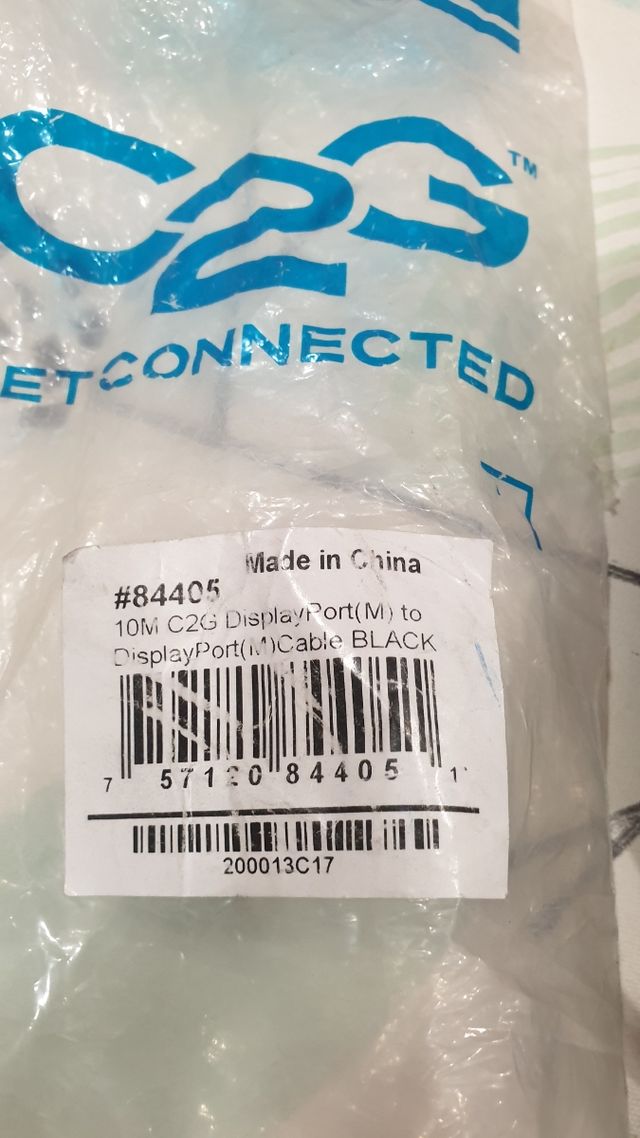 C2G™
ETCONNECTED
Made in China
#84405
10M C2G DisplayPort(M) to
DisplayPort(M)Cable BLACK
7 57120 84405 1
200013C17